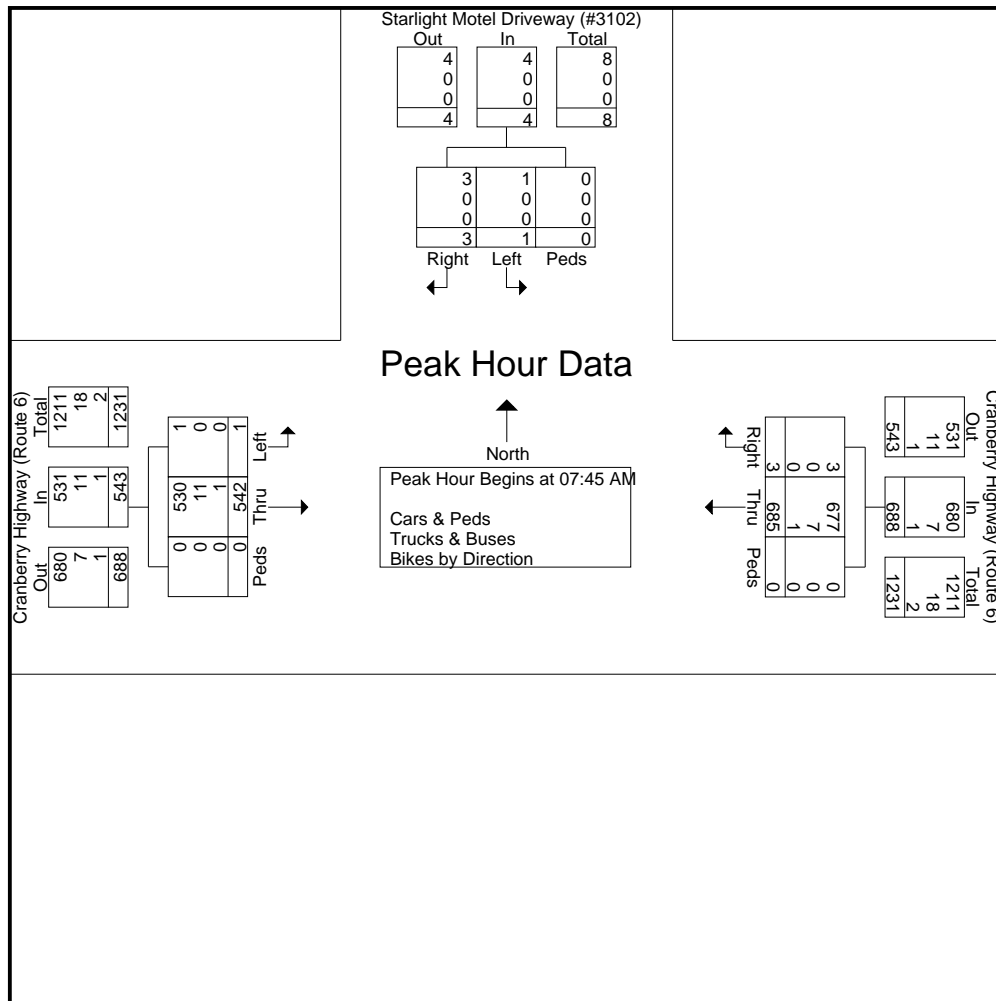 Starlight Motel Driveway (#3102)
Out In Total
4 4 8
0 0 0
0 0 0
4 4 8
3 1 0
0 0 0
0 0 0
3 1 0
Right Left Peds
Peak Hour Data
North
Peak Hour Begins at 07:45 AM
Cars & Peds
Trucks & Buses
Bikes by Direction
Cranberry Highway (Route 6)
Out In Total
680 531 1211
7 11 18
1 1 2
688 543 1231
Peds Thru Left
0 530 1
0 11 0
0 1 0
0 542 1
Cranberry Highway (Route 6)
Out In Total
531 680 1211
11 7 18
1 1 2
543 688 1231
3 677 0
0 7 0
0 1 0
3 685 0
Right Thru Peds